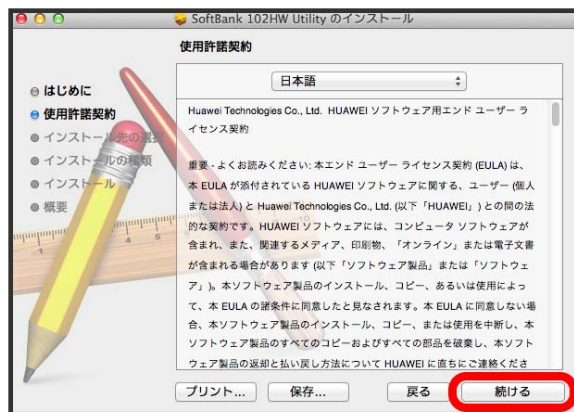 SoftBank 102HW Utility のインストール
使用許諾契約
はじめに
使用許諾契約
インストール先の選択
インストールの種類
インストール
概要
日本語
Huawei Technologies Co., Ltd. HUAWEI ソフトウェア用エンド ユーザー ラ
イセンス契約
重要 - よくお読みください: 本エンド ユーザー ライセンス契約 (EULA) は、
本 EULA が添付されている HUAWEI ソフトウェアに関する、ユーザー (個人
または法人) と Huawei Technologies Co., Ltd. (以下「HUAWEI」) との間の法
的な契約です。HUAWEI ソフトウェアには、コンピュータ ソフトウェアが
含まれ、また、関連するメディア、印刷物、「オンライン」または電子文書
が含まれる場合があります (以下「ソフトウェア製品」または「ソフトウェ
ア」)。本ソフトウェア製品のインストール、コピー、あるいは使用によっ
て、本 EULA の諸条件に同意したと見なされます。本 EULA に同意しない場
合、本ソフトウェア製品のインストール、コピー、または使用を中断し、本
ソフトウェア製品のすべてのコピーおよびすべての部品を破棄し、本ソフト
ウェア製品の返却と払い戻し方法について HUAWEI に直ちにご連絡くださ
プリント... 保存... 戻る 続ける